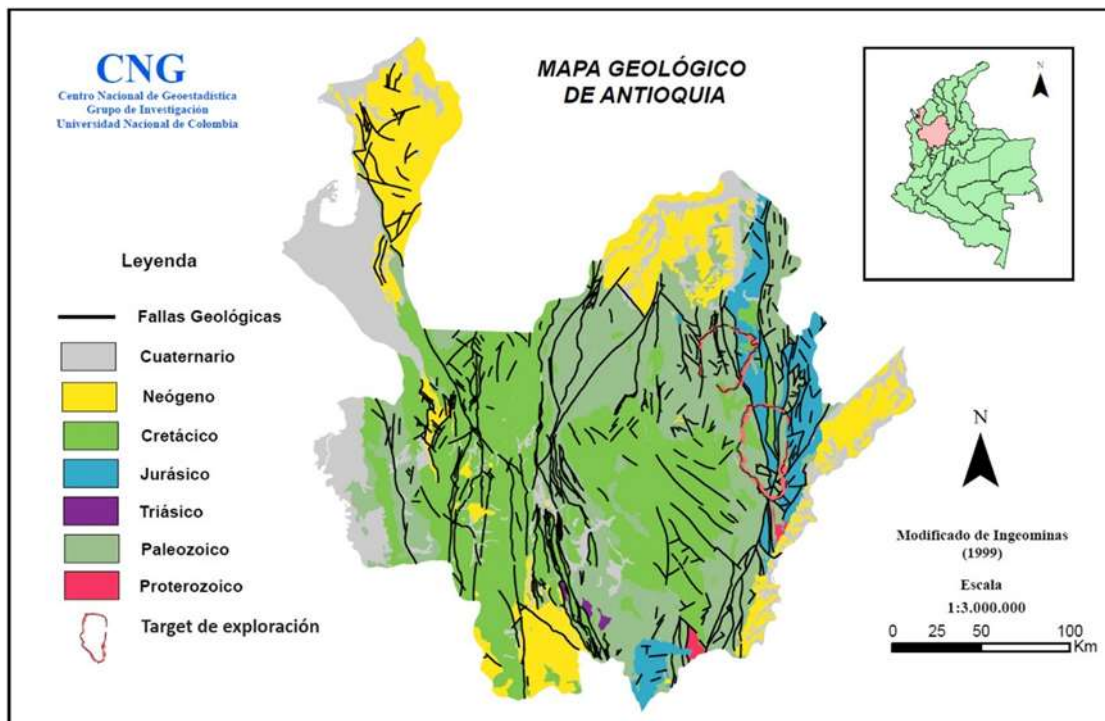 CNG
Centro Nacional de Geoestadística
Grupo de Investigación
Universidad Nacional de Colombia
MAPA GEOLÓGICO
DE ANTIOQUIA
N
Leyenda
Fallas Geológicas
Cuaternario
Neógeno
Cretácico
Jurásico
Triásico
Paleozoico
Proterozoico
Target de exploración
N
Modificado de Ingeominas
(1999)
Escala
1:3.000.000
0 25 50 100
Km